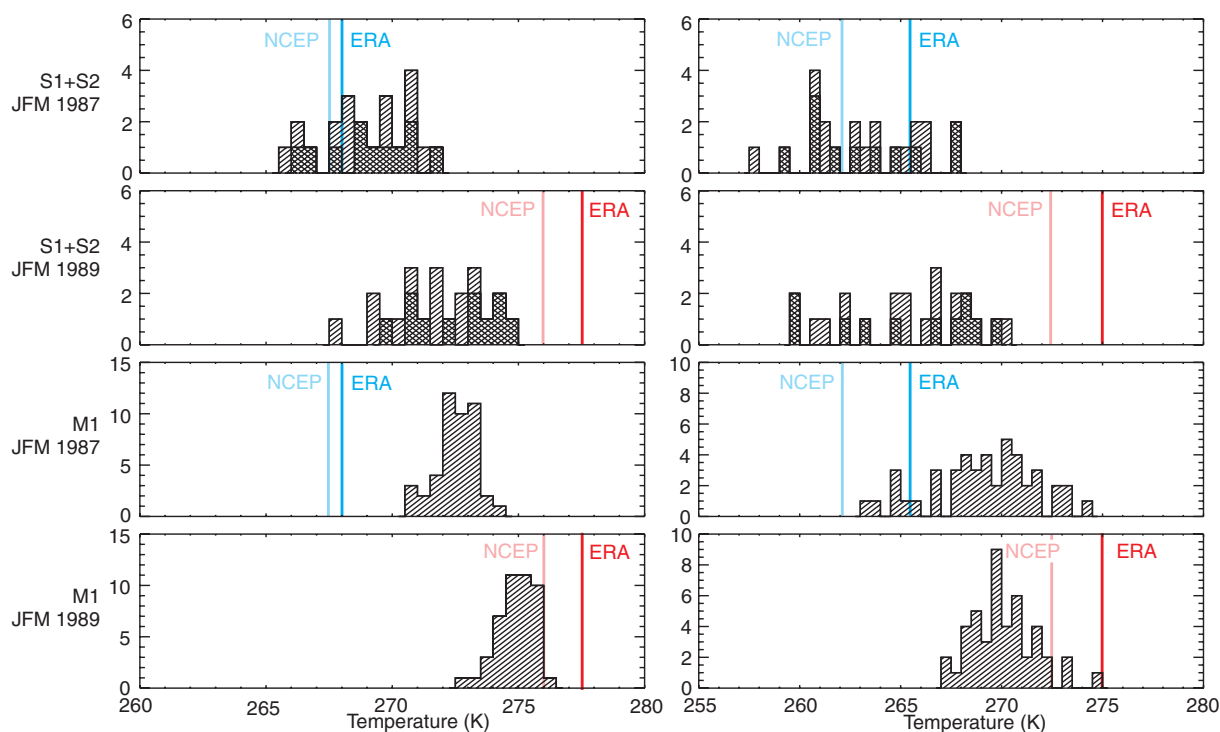 6 6
NCEP ERA NCEP ERA
4 4
S1+S2
JFM 1987
2 2
0 0
6 6
NCEP ERA NCEP ERA
4 4
S1+S2
JFM 1989
2 2
0 0
15 10
NCEP ERA NCEP ERA
8
10
6
M1
JFM 1987
4
5
2
0 0
15 10
NCEP ERA NCEP ERA
8
10
6
M1
JFM 1989
4
5
2
0 0
260 265 270 275 280 255 260 265 270 275 280
Temperature (K) Temperature (K)